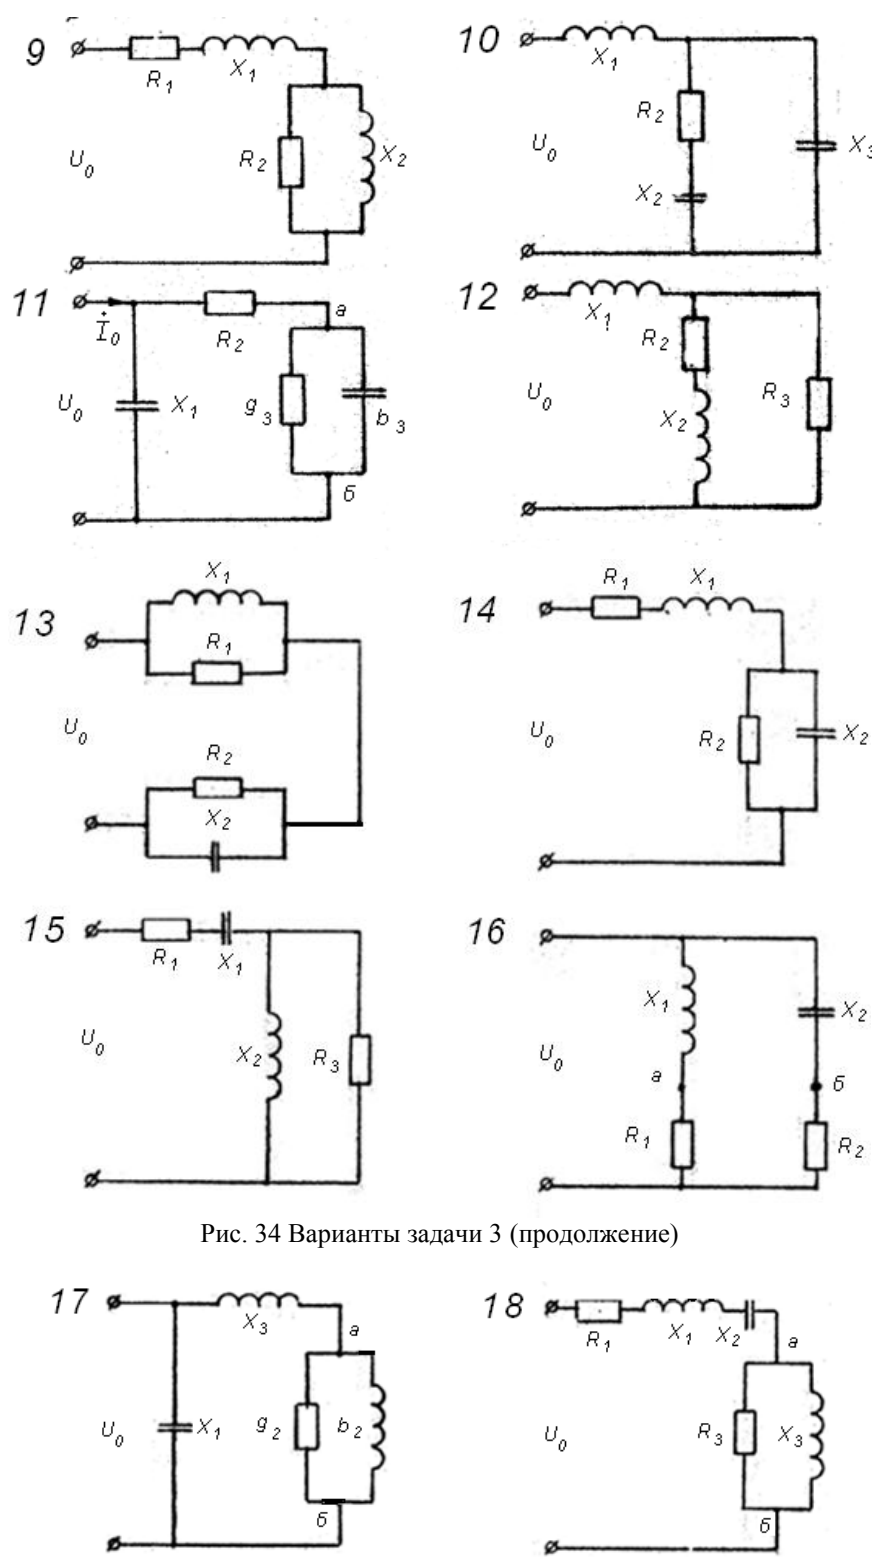 9
R1
X1
U0
R2
X2
10
X1
R2
U0
X2
X3
11
İ0
R2
а
U0
X1
g3
b3
б
12
X1
R2
U0
X2
R3
13
X1
R1
U0
R2
X2
14
R1
X1
U0
R2
X2
15
R1
X1
U0
X2
R3
16
X1
X2
U0
а
б
R1
R2
Рис. 34 Варианты задачи 3 (продолжение)
17
X3
а
U0
X1
g2
b2
б
18
R1
X1
X2
а
U0
R3
X3
б